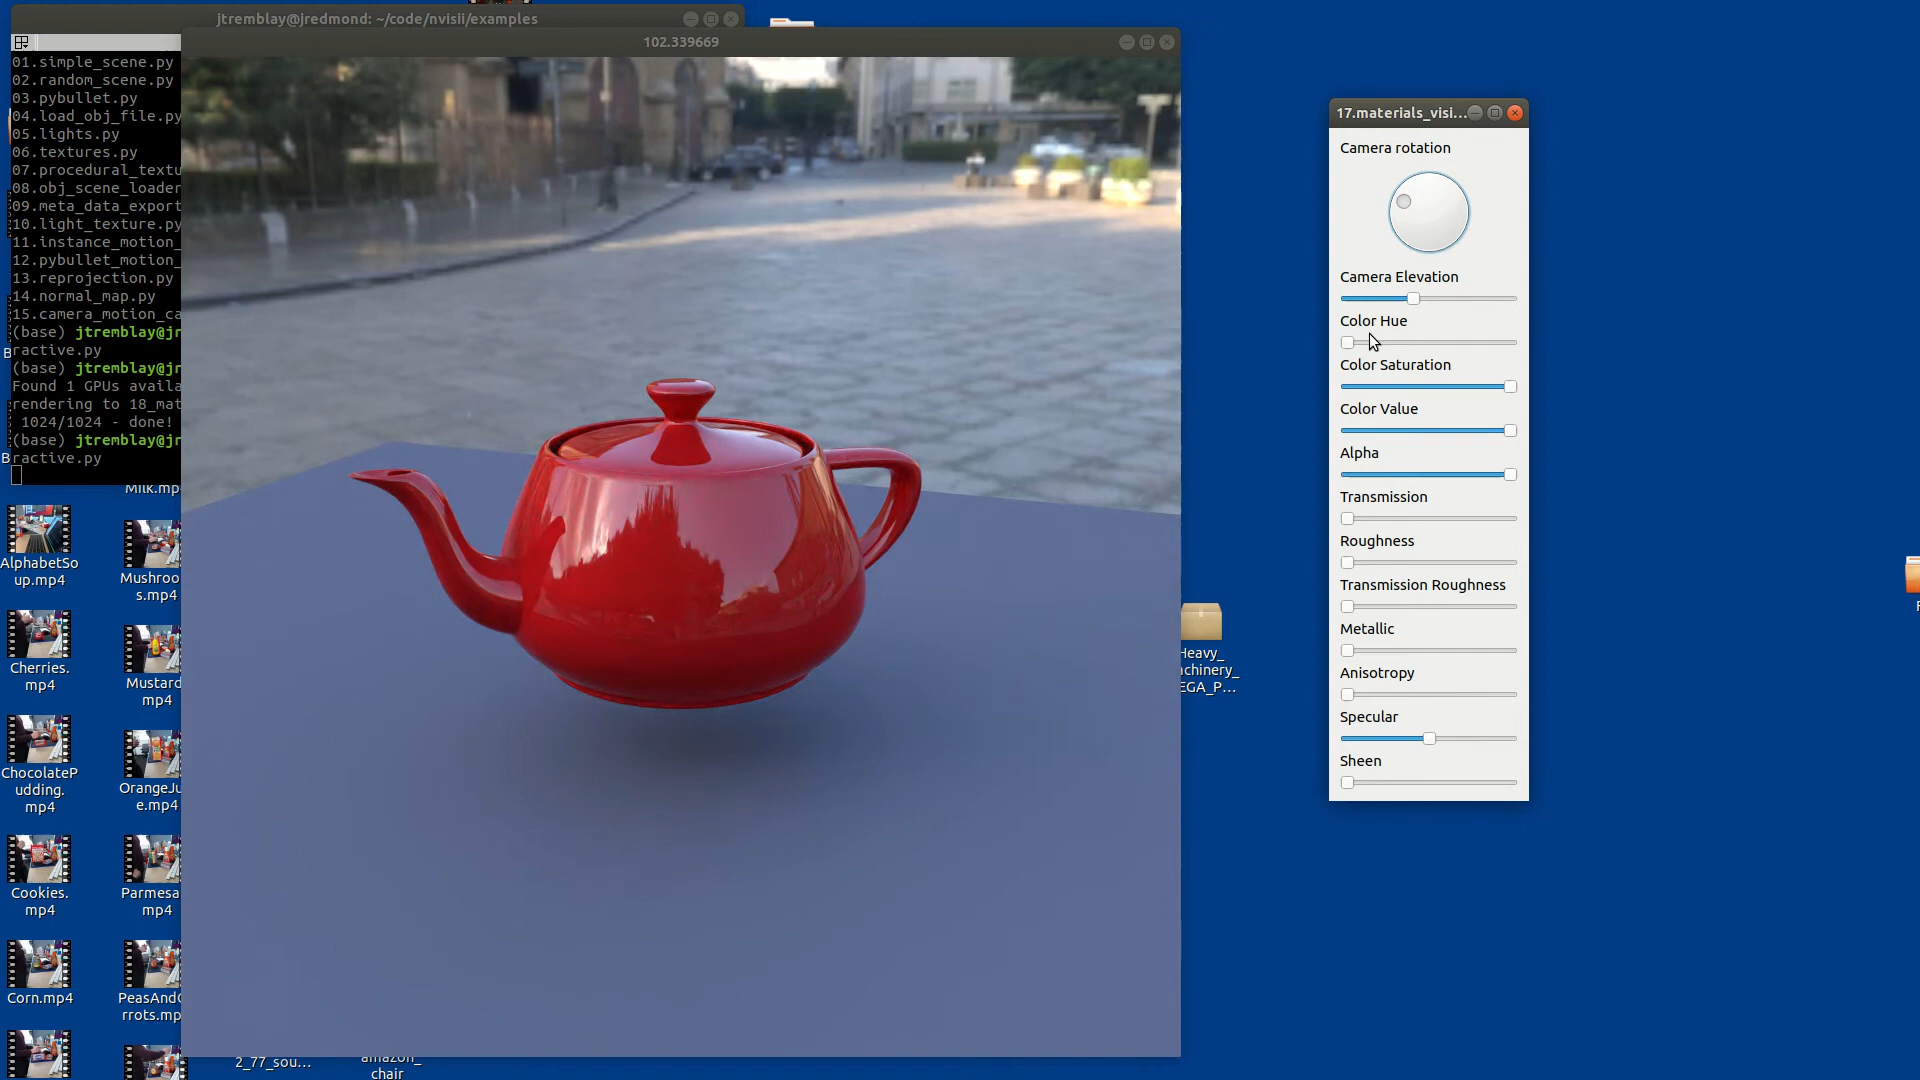 jtremblay@jredmond: ~/code/nvisii/examples
102.339669
01.simple_scene.py
02.random_scene.py
03.pybullet.py
04.load_obj_file.py
05.lights.py
06.textures.py
07.procedural_textu
08.obj_scene_loader
09.meta_data_export
10.light_texture.py
11.instance_motion_
12.pybullet_motion_
13.reprojection.py
14.normal_map.py
15.camera_motion_ca
(base) jtremblay@jr
ractive.py
(base) jtremblay@jr
Found 1 GPUs availa
rendering to 18_mat
1024/1024 - done!
(base) jtremblay@jr
ractive.py
Milk.mp
AlphabetSo
up.mp4
Mushroo
s.mp4
Cherries.
mp4
Mustard
mp4
ChocolateP
udding.
mp4
OrangeJu
e.mp4
Cookies.
mp4
Parmesa
mp4
Corn.mp4
PeasAndC
rrots.mp
2_77_sou...
amazon_
chair
Heavy_
achinery_
EGA_P...
17.materials_visi...
Camera rotation
Camera Elevation
Color Hue
Color Saturation
Color Value
Alpha
Transmission
Roughness
Transmission Roughness
Metallic
Anisotropy
Specular
Sheen